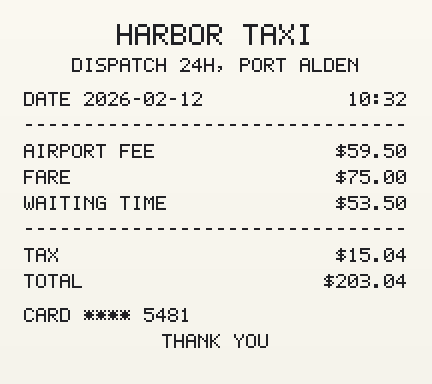 HARBOR TAXI
DISPATCH 24H, PORT ALDEN
DATE 2026-02-12 10:32
--------------------------------
AIRPORT FEE $59.50
FARE $75.00
WAITING TIME $53.50
--------------------------------
TAX $15.04
TOTAL $203.04
CARD **** 5481
THANK YOU